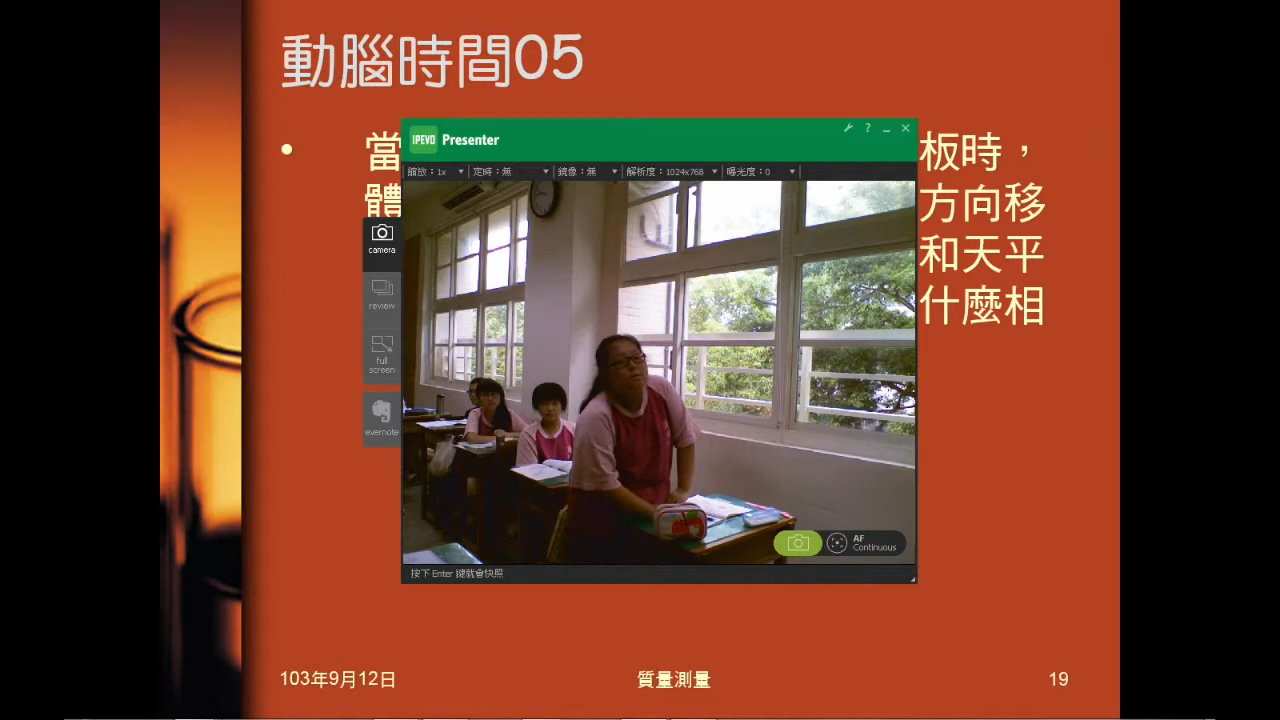 動腦時間05
• 當
板時，
體
方向移
和天平
什麼相
IPEVO Presenter
縮放：1x 定時：無 鏡像：無 解析度：1024x768 曝光度：0
camera
review
full
screen
evernote
AF
Continuous
按下 Enter 鍵就會快照
103年9月12日 質量測量 19